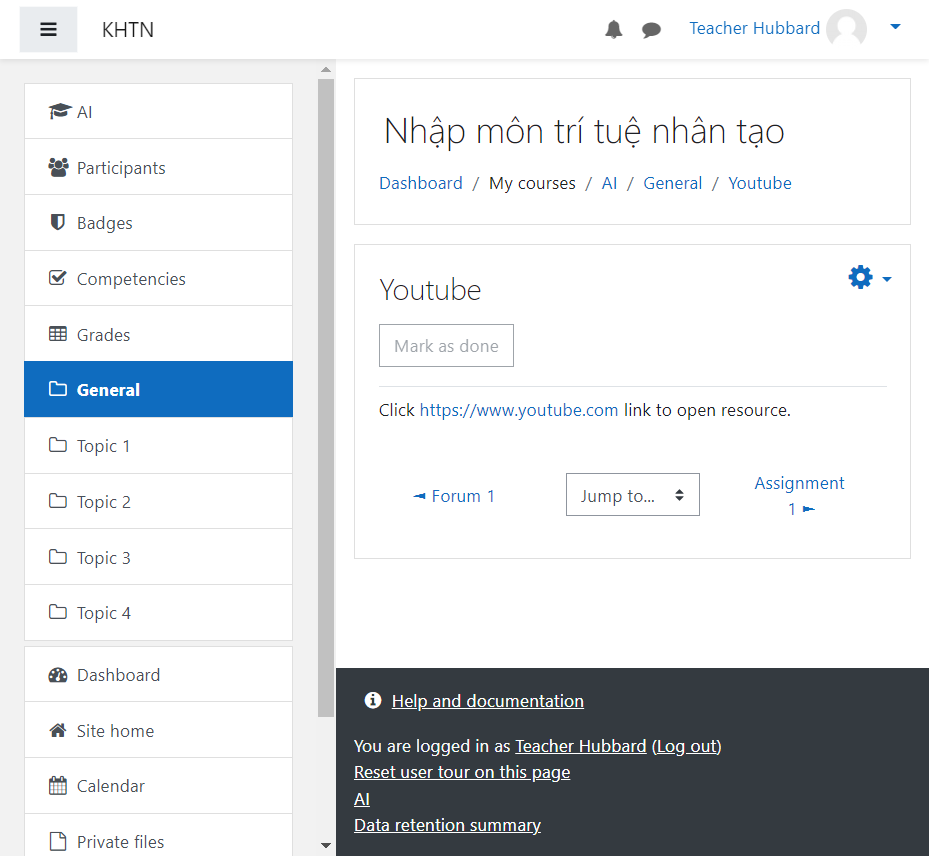 KHTN
Teacher Hubbard
AI
Participants
Badges
Competencies
Grades
General
Topic 1
Topic 2
Topic 3
Topic 4
Dashboard
Site home
Calendar
Private files
Nhập môn trí tuệ nhân tạo
Dashboard / My courses / AI / General / Youtube
Youtube
Mark as done
Click https://www.youtube.com link to open resource.
◄ Forum 1
Jump to...
Assignment
1 ►
Help and documentation
You are logged in as Teacher Hubbard (Log out)
Reset user tour on this page
AI
Data retention summary